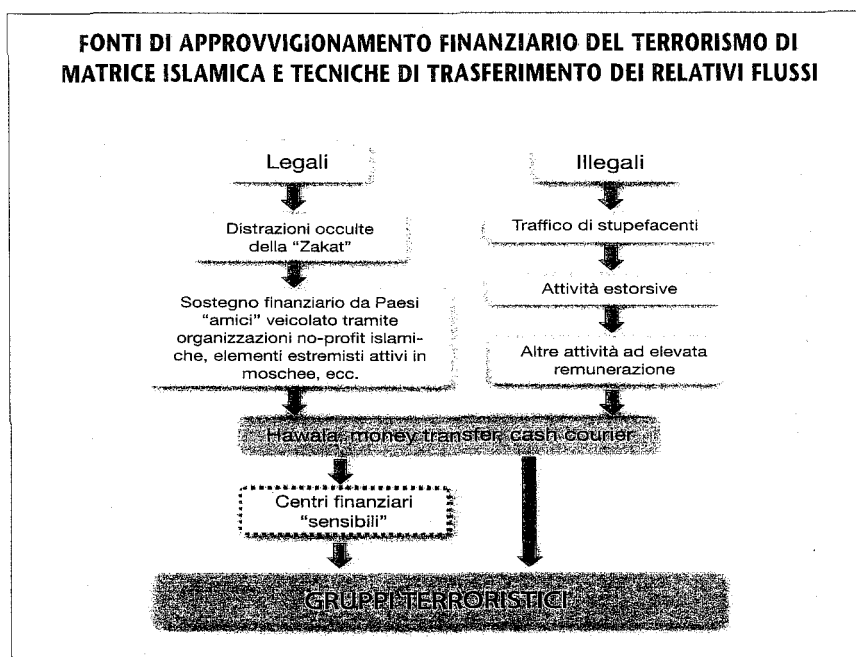 FONTI DI APPROVVIGIONAMENTO FINANZIARIO DEL TERRORISMO DI
MATRICE ISLAMICA E TECNICHE DI TRASFERIMENTO DEI RELATIVI FLUSSI
Legali
Distrazioni occulte
della “Zakat”
Sostegno finanziario da Paesi
“amici” veicolato tramite
organizzazioni no-profit islami-
che, elementi estremisti attivi in
moschee, ecc.
Illegali
Traffico di stupefacenti
Attività estorsive
Altre attività ad elevata
remunerazione
Hawala, money transfer, cash courier
Centri finanziari
“sensibili”
GRUPPI TERRORISTICI